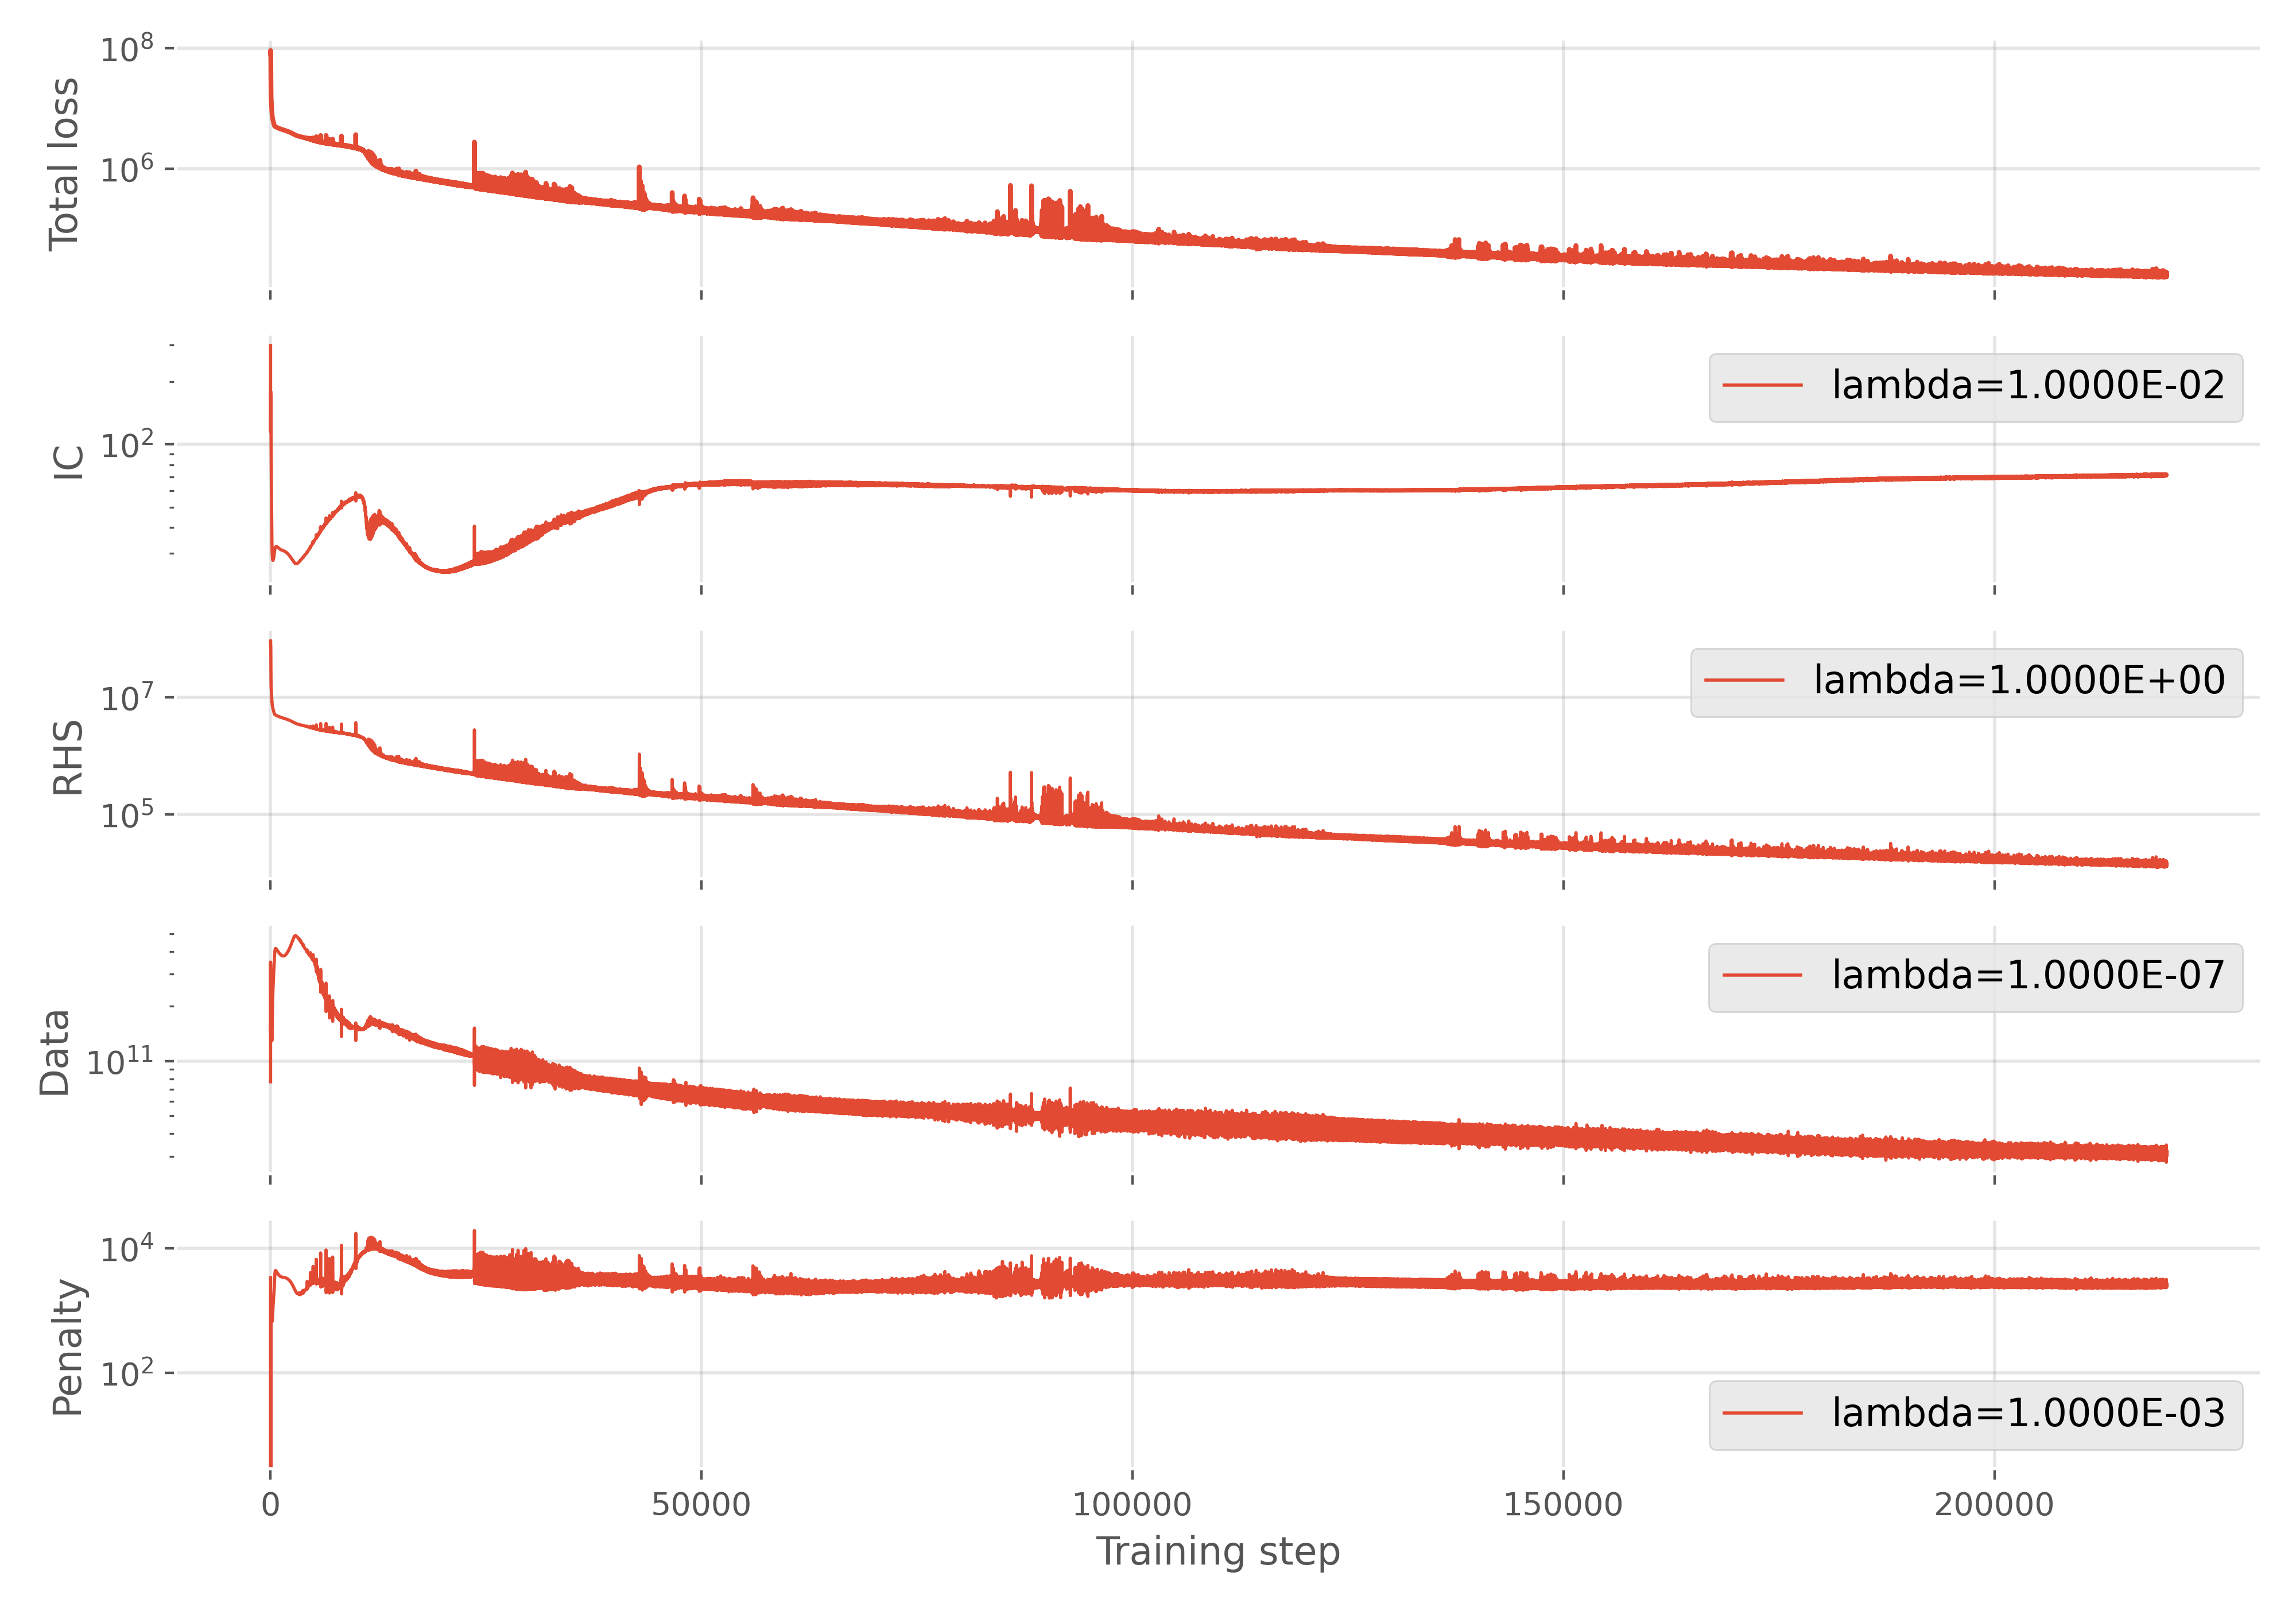 Total loss
10^8
10^6
IC
10^2
lambda=1.0000E-02
RHS
10^7
10^5
lambda=1.0000E+00
Data
10^11
lambda=1.0000E-07
Penalty
10^4
10^2
lambda=1.0000E-03
0 50000 100000 150000 200000
Training step